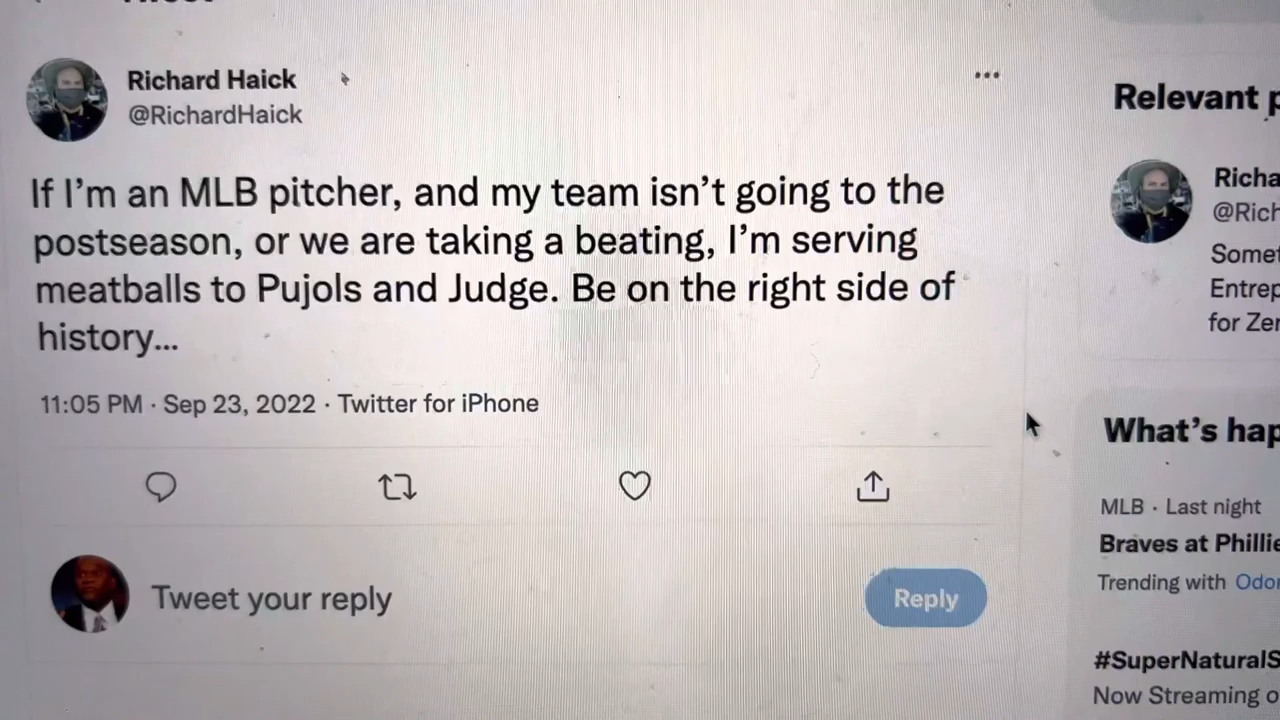 Richard Haick
@RichardHaick
If I'm an MLB pitcher, and my team isn't going to the
postseason, or we are taking a beating, I'm serving
meatballs to Pujols and Judge. Be on the right side of
history...
11:05 PM · Sep 23, 2022 · Twitter for iPhone
Tweet your reply
Reply
Relevant p
Richa
@Rich
Somet
Entrep
for Zer
What's hap
MLB · Last night
Braves at Phillie
Trending with Odor
#SuperNaturalS
Now Streaming o